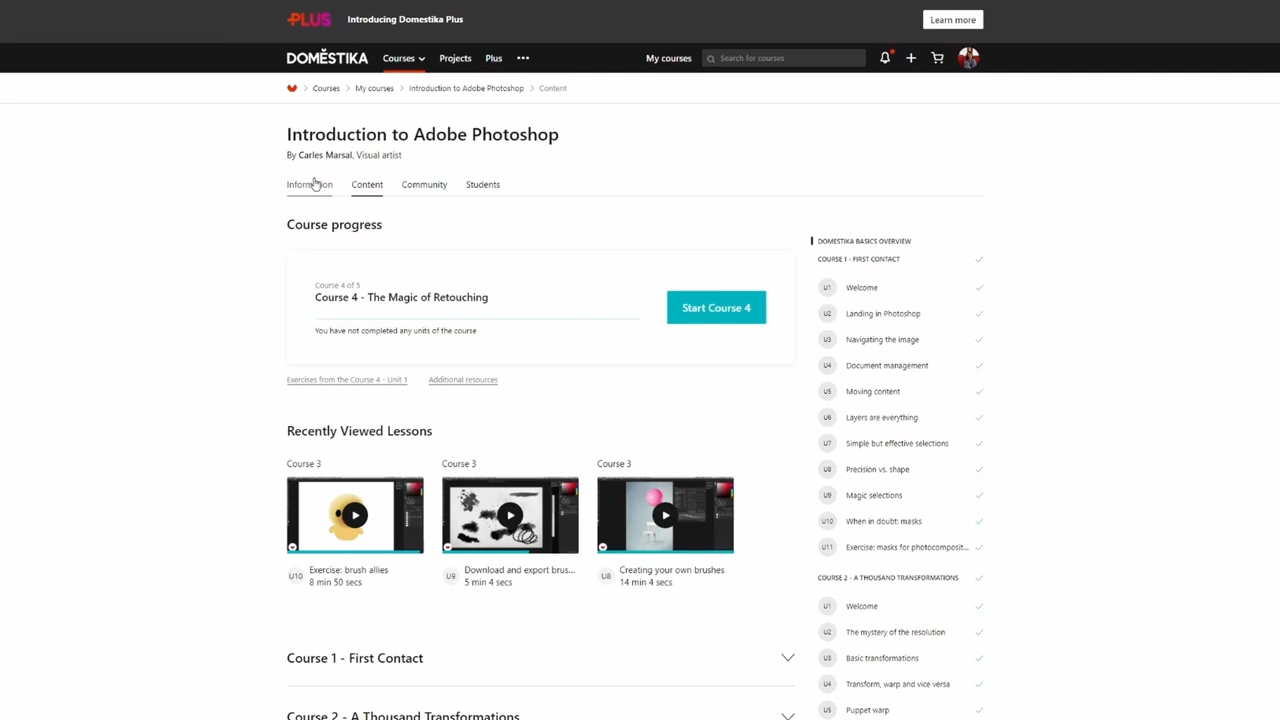 PLUS Introducing Domestika Plus Learn more
DOMĔSTIKA Courses Projects Plus ••• My courses Search for courses
Courses > My courses > Introduction to Adobe Photoshop > Content
Introduction to Adobe Photoshop
By Carles Marsal, Visual artist
Information Content Community Students
Course progress
Course 4 of 5
Course 4 - The Magic of Retouching
Start Course 4
You have not completed any units of the course
Exercises from the Course 4 - Unit 1 Additional resources
Recently Viewed Lessons
Course 3
U10 Exercise: brush allies
8 min 50 secs
Course 3
U9 Download and export brus...
5 min 4 secs
Course 3
U8 Creating your own brushes
14 min 4 secs
Course 1 - First Contact
Course 2 - A Thousand Transformations
DOMESTIKA BASICS OVERVIEW
COURSE 1 - FIRST CONTACT
U1 Welcome
U2 Landing in Photoshop
U3 Navigating the image
U4 Document management
U5 Moving content
U6 Layers are everything
U7 Simple but effective selections
U8 Precision vs. shape
U9 Magic selections
U10 When in doubt: masks
U11 Exercise: masks for photocomposit...
COURSE 2 - A THOUSAND TRANSFORMATIONS
U1 Welcome
U2 The mystery of the resolution
U3 Basic transformations
U4 Transform, warp and vice versa
U5 Puppet warp